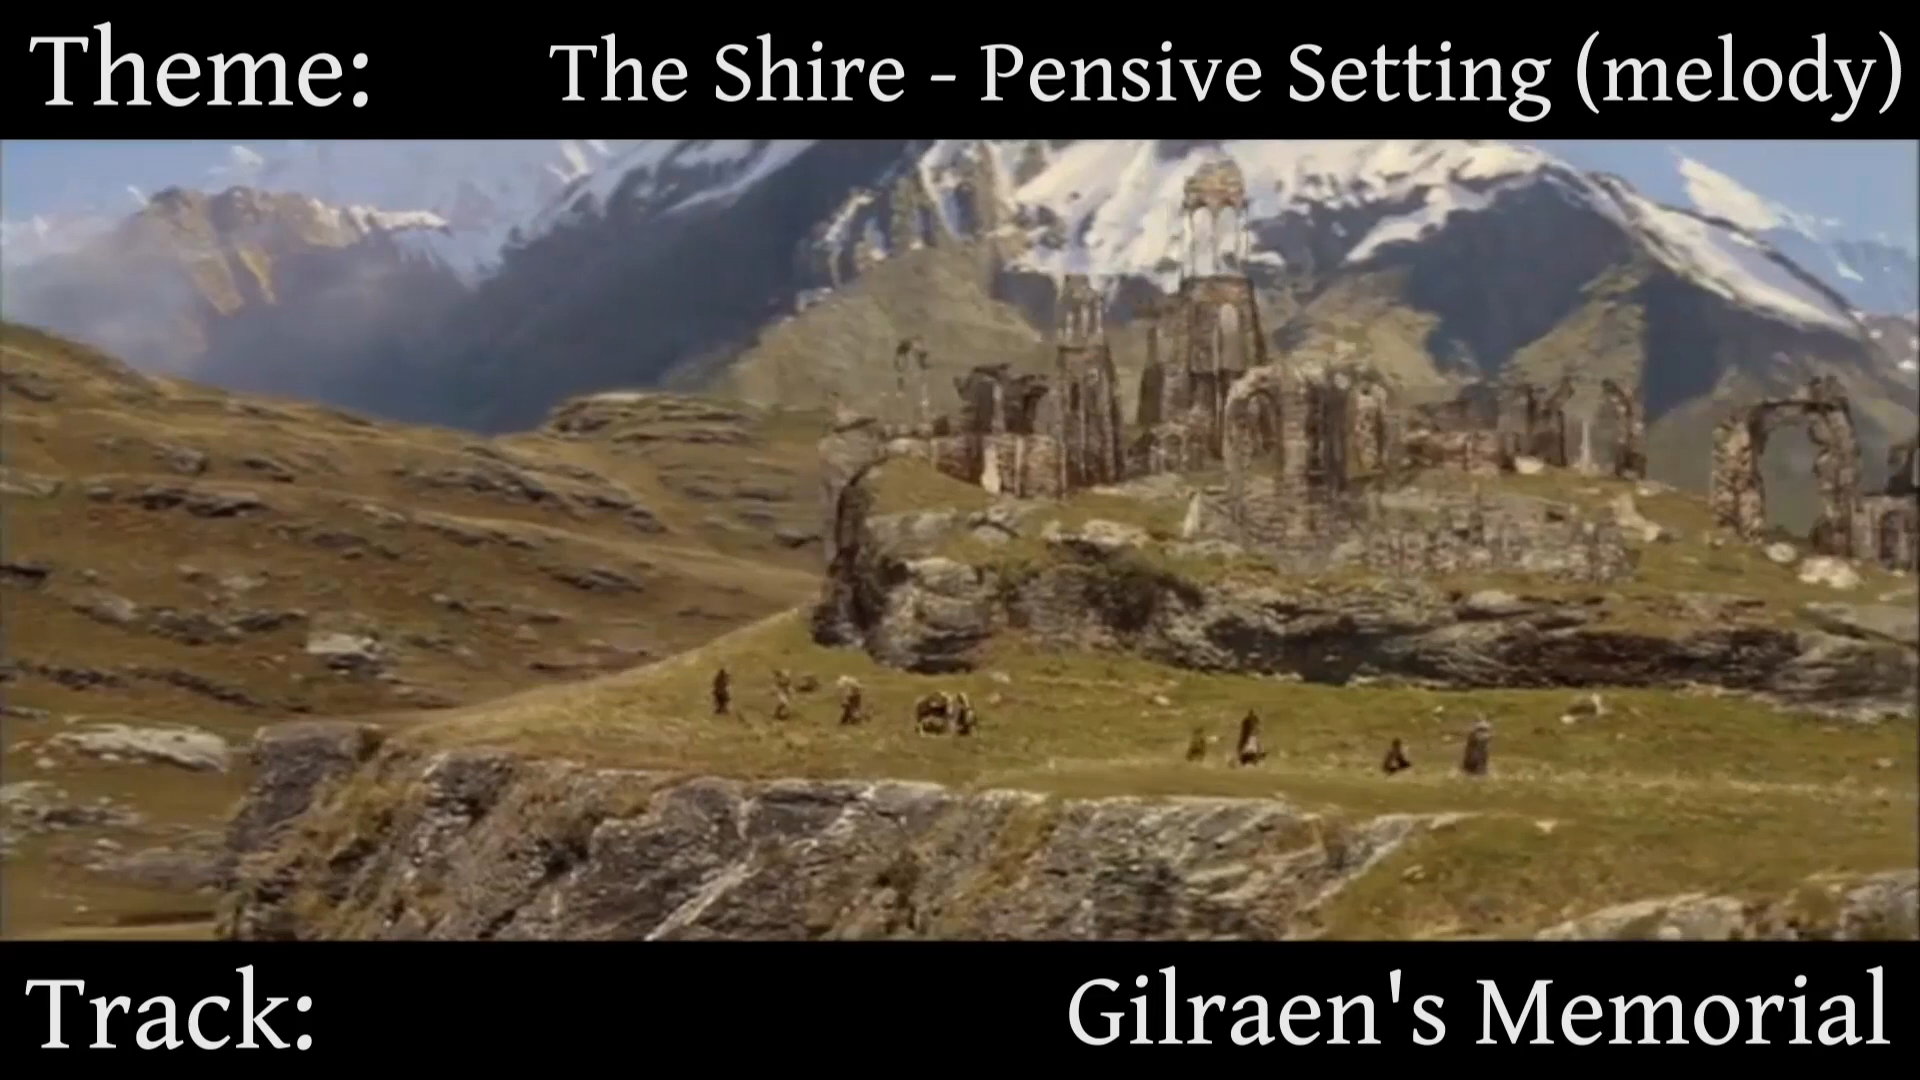 Theme: The Shire - Pensive Setting (melody)
Track: Gilraen's Memorial